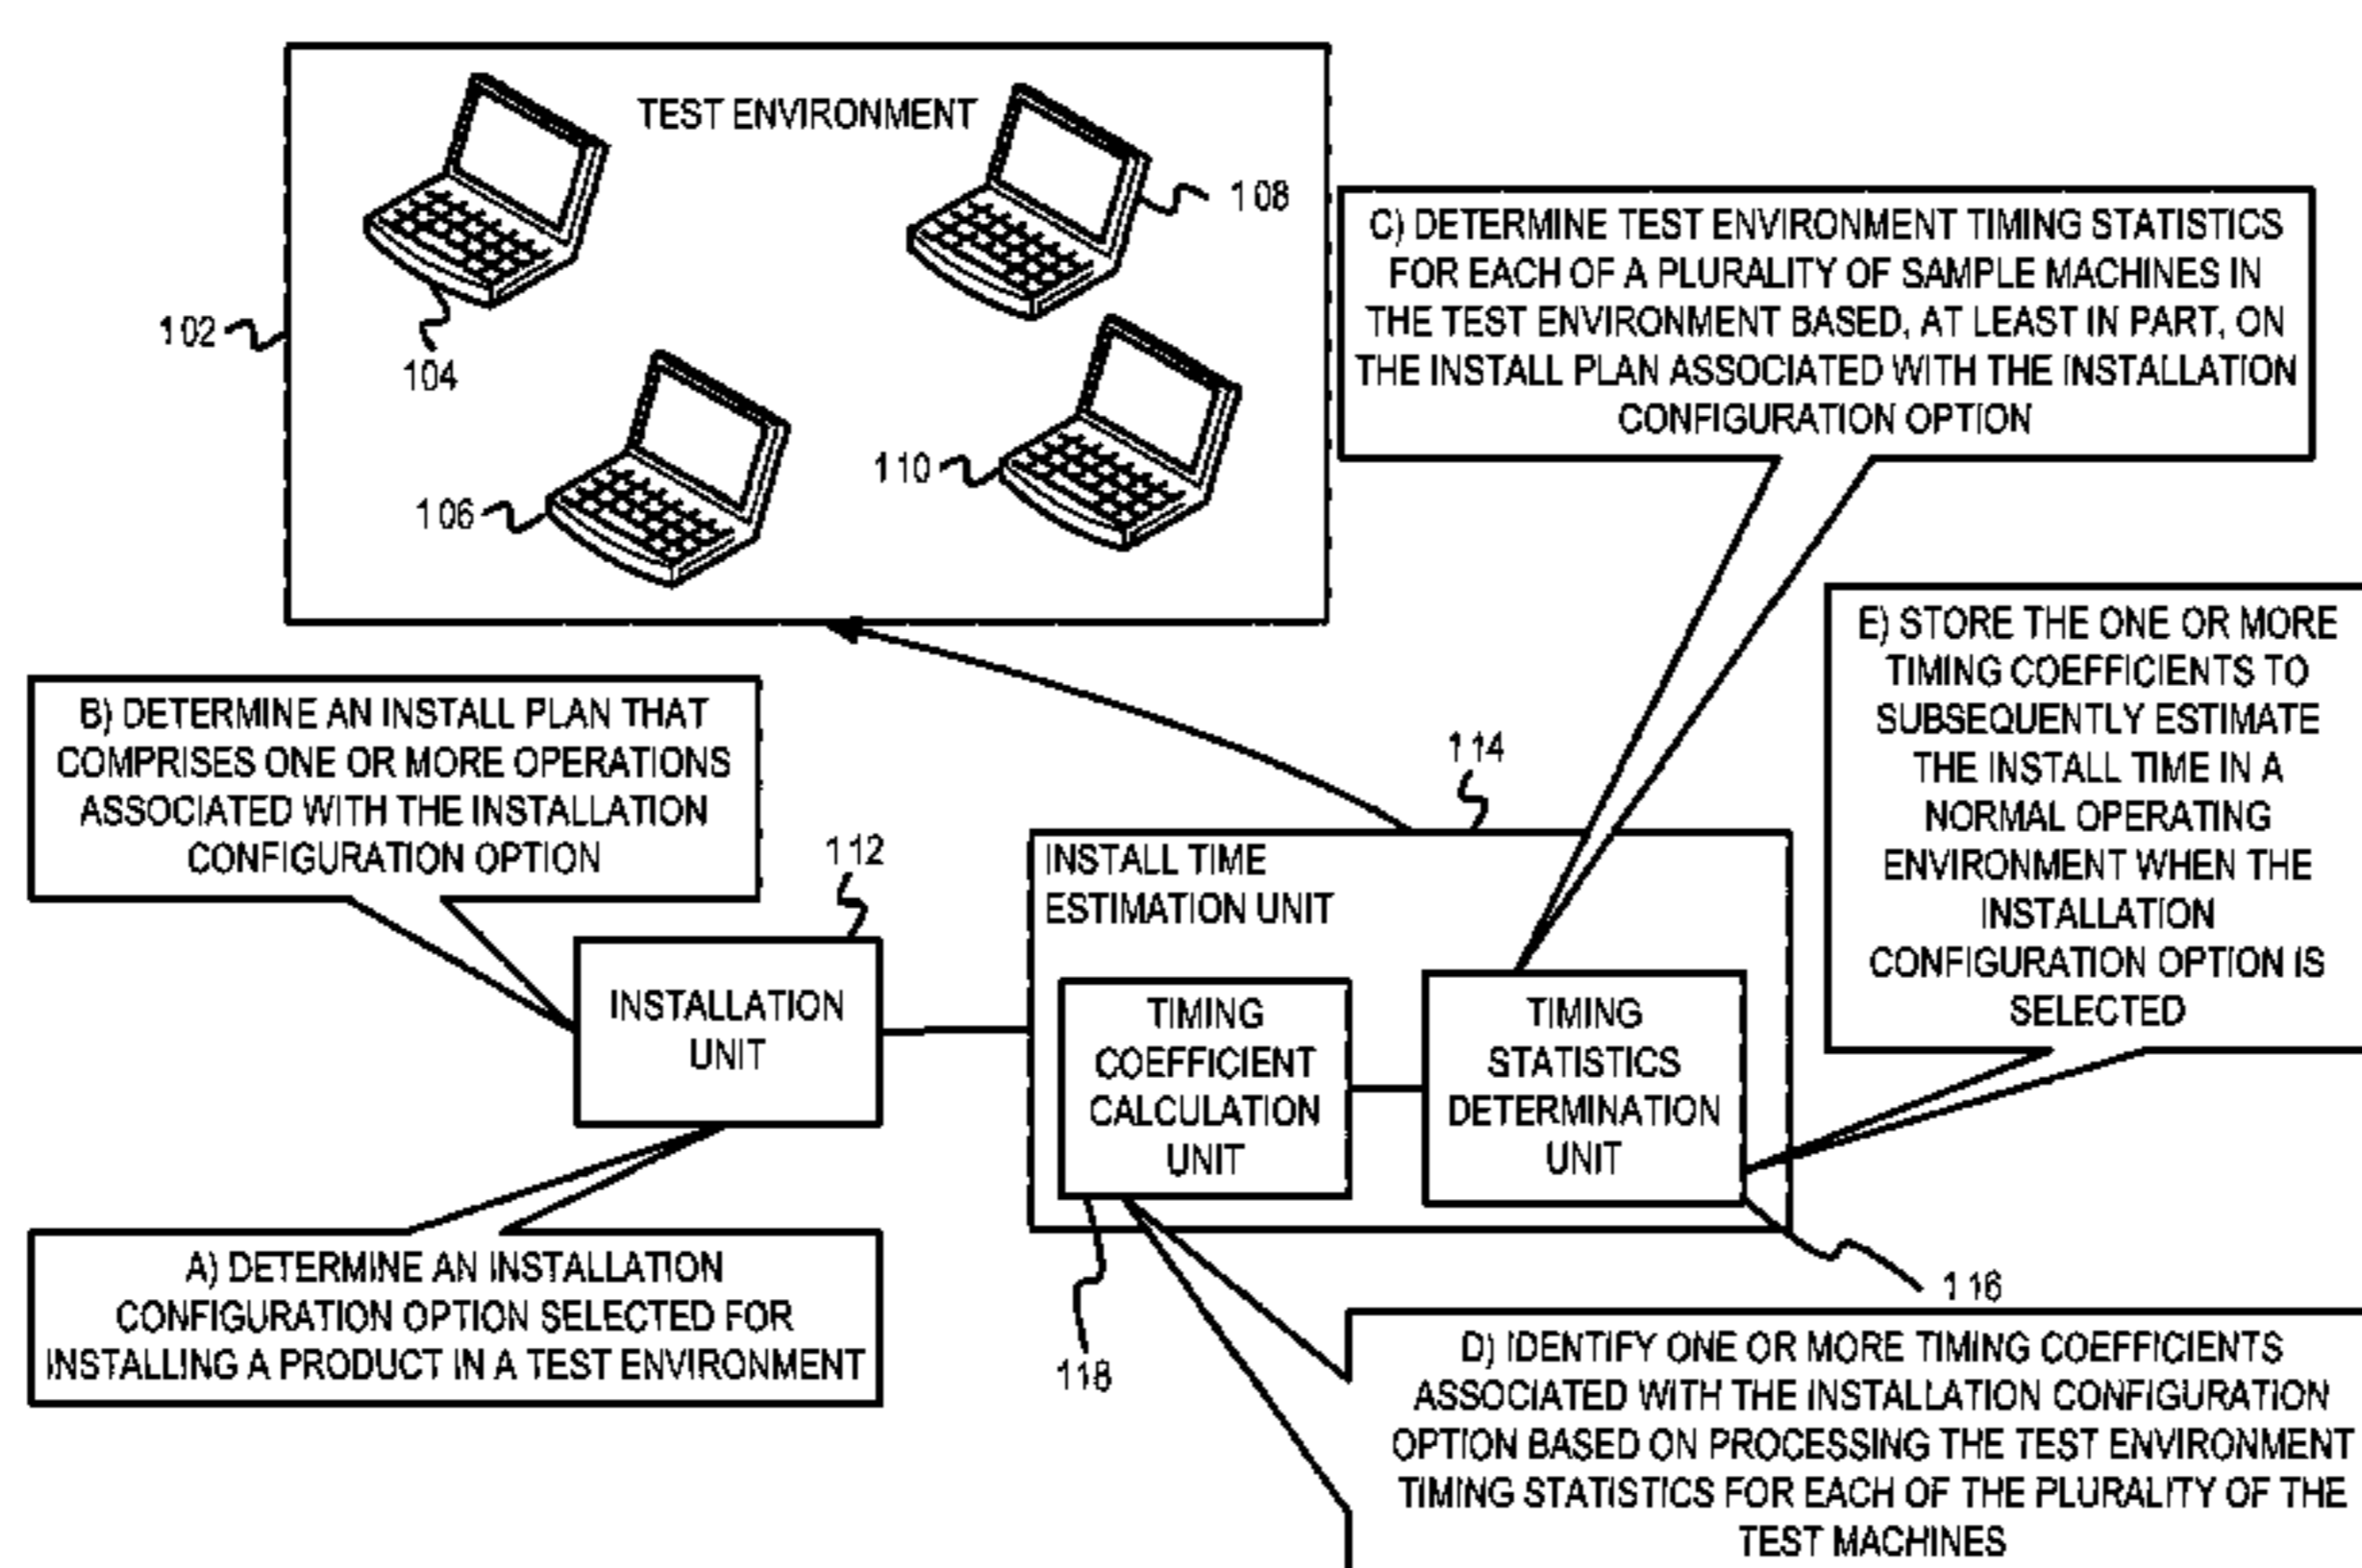 TEST ENVIRONMENT
108
104
102
110
106
C) DETERMINE TEST ENVIRONMENT TIMING STATISTICS
FOR EACH OF A PLURALITY OF SAMPLE MACHINES IN
THE TEST ENVIRONMENT BASED, AT LEAST IN PART, ON
THE INSTALL PLAN ASSOCIATED WITH THE INSTALLATION
CONFIGURATION OPTION
B) DETERMINE AN INSTALL PLAN THAT
COMPRISES ONE OR MORE OPERATIONS
ASSOCIATED WITH THE INSTALLATION
CONFIGURATION OPTION
E) STORE THE ONE OR MORE
TIMING COEFFICIENTS TO
SUBSEQUENTLY ESTIMATE
THE INSTALL TIME IN A
NORMAL OPERATING
ENVIRONMENT WHEN THE
INSTALLATION
CONFIGURATION OPTION IS
SELECTED
114
112
INSTALL TIME
ESTIMATION UNIT
INSTALLATION
UNIT
TIMING
COEFFICIENT
CALCULATION
UNIT
TIMING
STATISTICS
DETERMINATION
UNIT
A) DETERMINE AN INSTALLATION
CONFIGURATION OPTION SELECTED FOR
INSTALLING A PRODUCT IN A TEST ENVIRONMENT
118
116
D) IDENTIFY ONE OR MORE TIMING COEFFICIENTS
ASSOCIATED WITH THE INSTALLATION CONFIGURATION
OPTION BASED ON PROCESSING THE TEST ENVIRONMENT
TIMING STATISTICS FOR EACH OF THE PLURALITY OF THE
TEST MACHINES